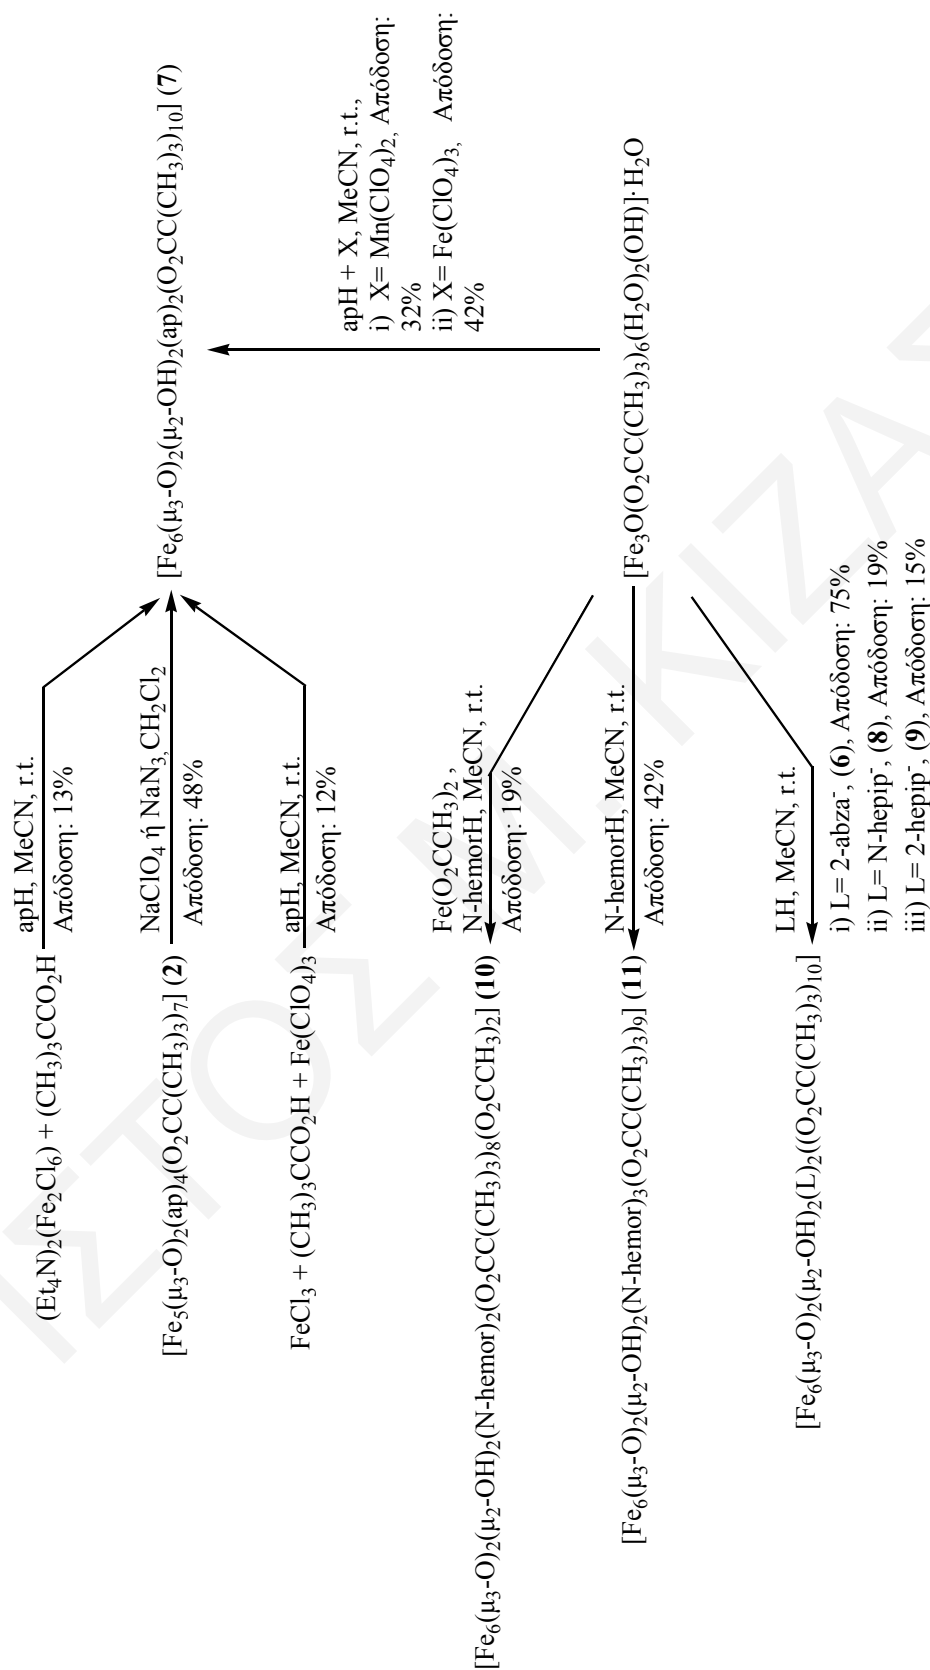 (Et4N)2(Fe2Cl6) + (CH3)3CCO2H
apH, MeCN, r.t.
Απόδοση: 13%
[Fe5(μ3-O)2(ap)4(O2CC(CH3)3)7] (2)
NaClO4 ή NaN3, CH2Cl2
Απόδοση: 48%
FeCl3 + (CH3)3CCO2H + Fe(ClO4)3
apH, MeCN, r.t.
Απόδοση: 12%
[Fe6(μ3-O)2(μ2-OH)2(ap)2(O2CC(CH3)3)10] (7)
apH + X, MeCN, r.t.,
i) X= Mn(ClO4)2, Απόδοση:
32%
ii) X= Fe(ClO4)3, Απόδοση:
42%
[Fe6(μ3-O)2(μ2-OH)2(N-hemor)2(O2CC(CH3)3)8(O2CCH3)2] (10)
Fe(O2CCH3)2 ,
N-hemorH, MeCN, r.t.
Απόδοση: 19%
[Fe6(μ3-O)2(μ2-OH)2(N-hemor)3(O2CC(CH3)3)9] (11)
N-hemorH, MeCN, r.t.
Απόδοση: 42%
[Fe3O(O2CC(CH3)3)6(H2O)2(OH)]·H2O
[Fe6(μ3-O)2(μ2-OH)2(L)2((O2CC(CH3)3)10]
LH, MeCN, r.t.
i) L= 2-abza-, (6), Απόδοση: 75%
ii) L= N-hepip-, (8), Απόδοση: 19%
iii) L= 2-hepip-, (9), Απόδοση: 15%
ΙΣΤΟΣ Μ. ΚΙΖΑΣ